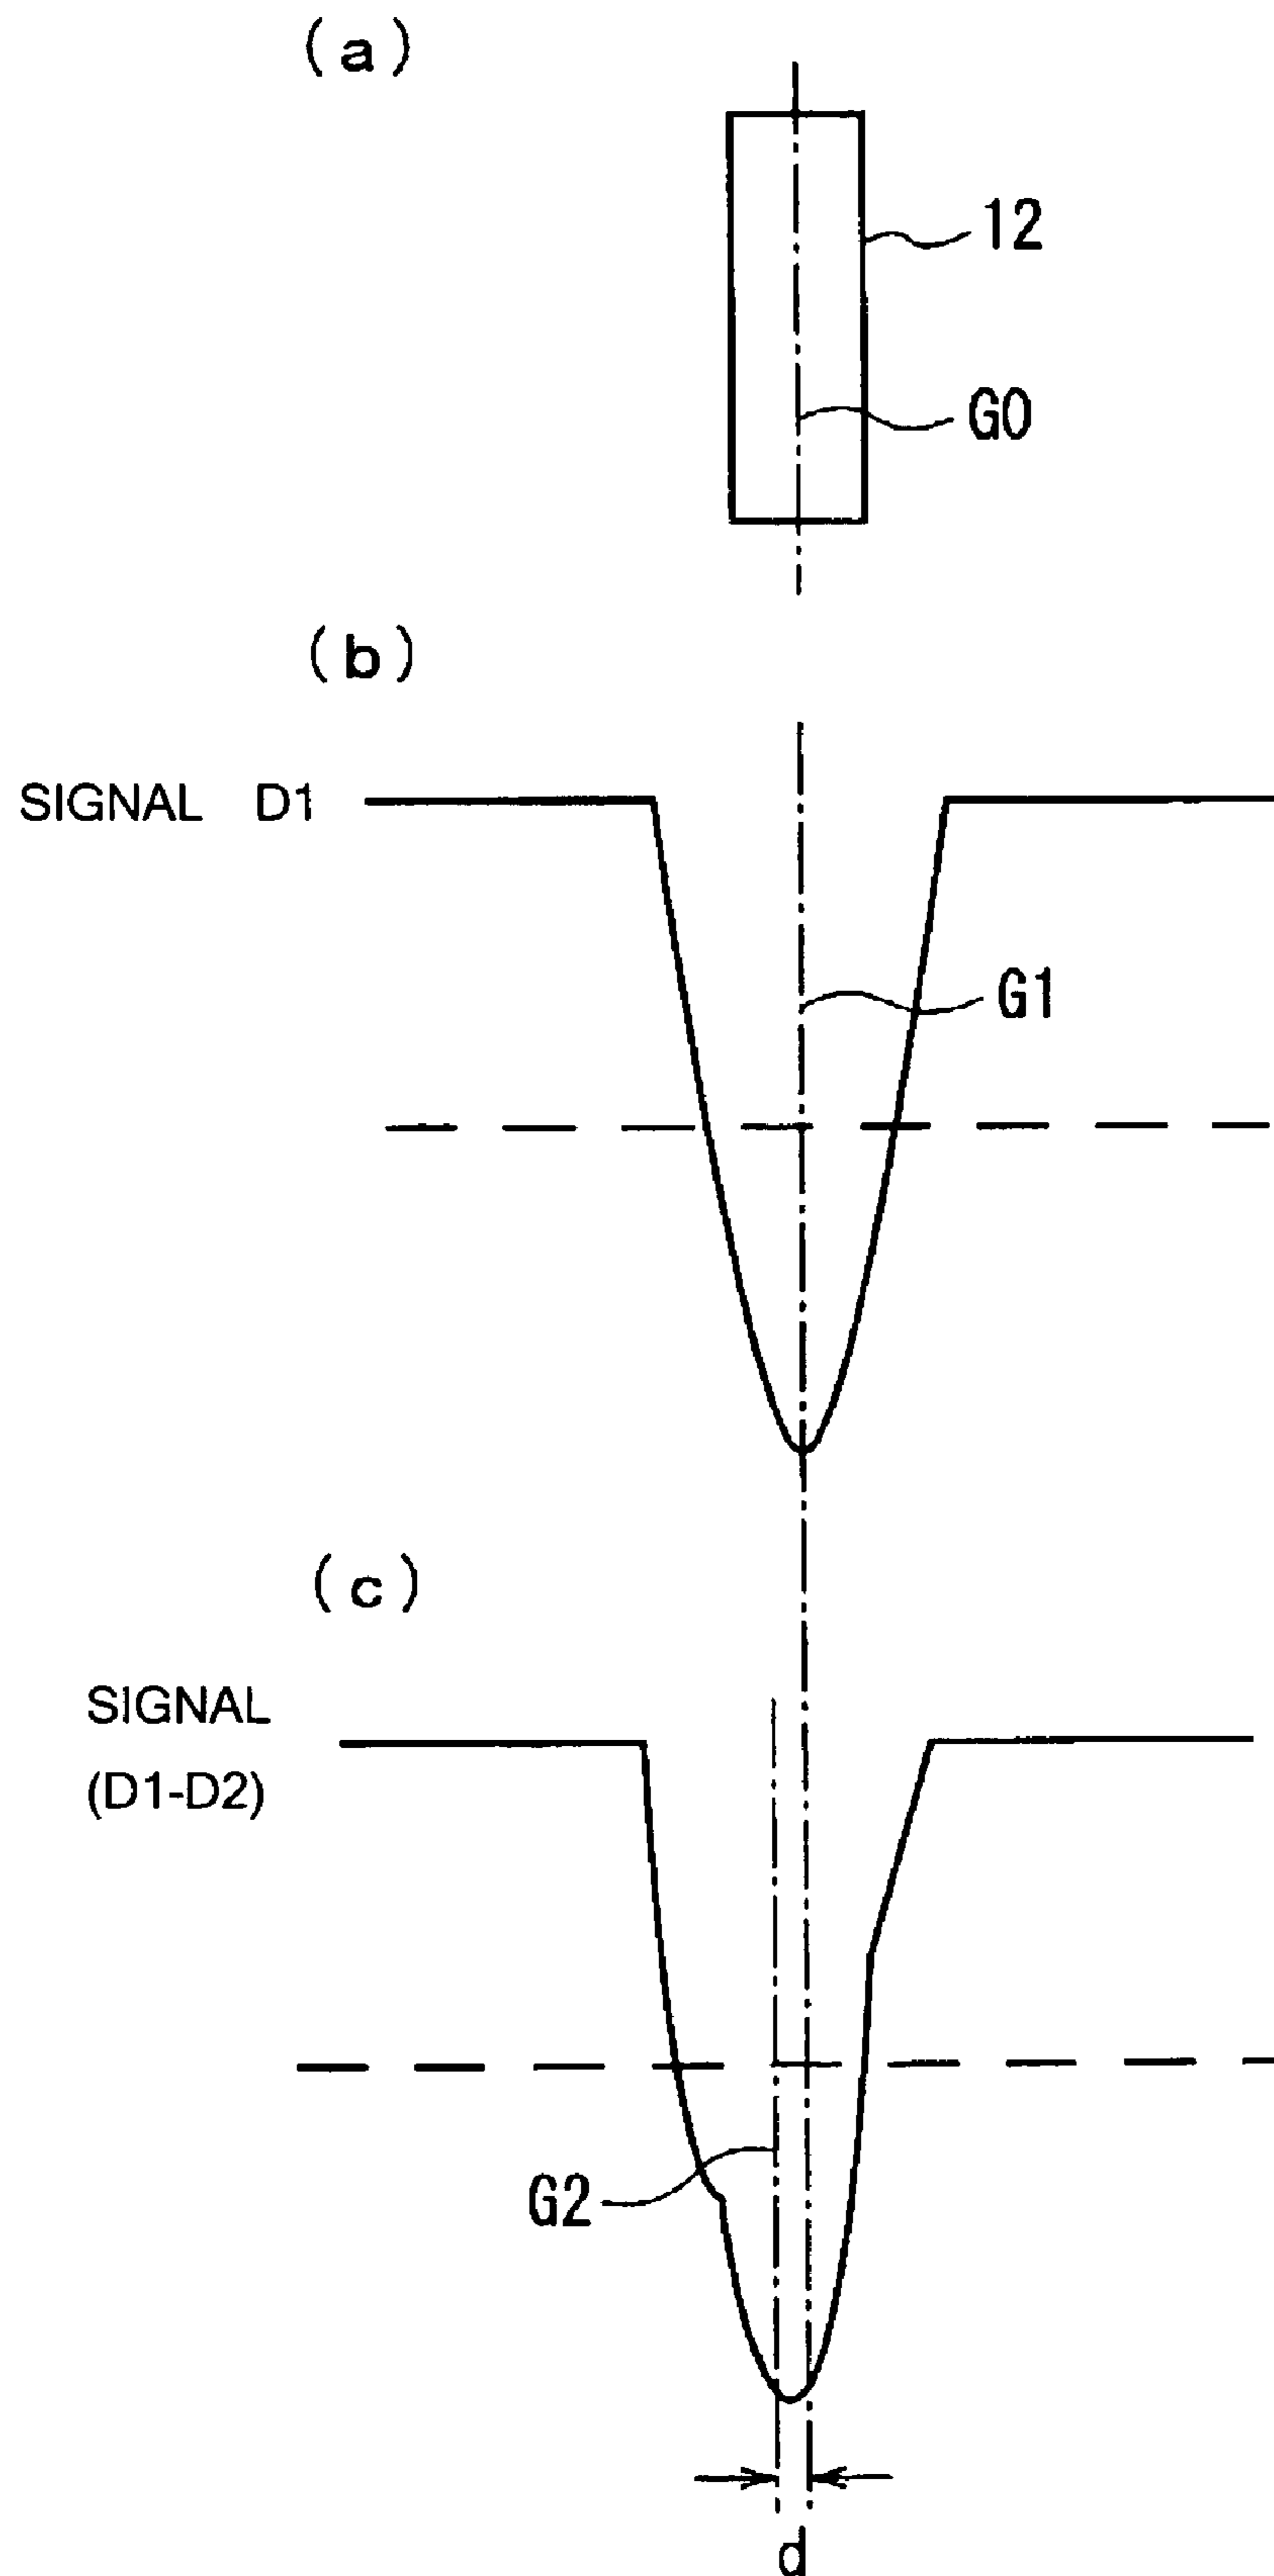 (a)
12
G0
(b)
SIGNAL D1
G1
(c)
SIGNAL
(D1-D2)
G2
d